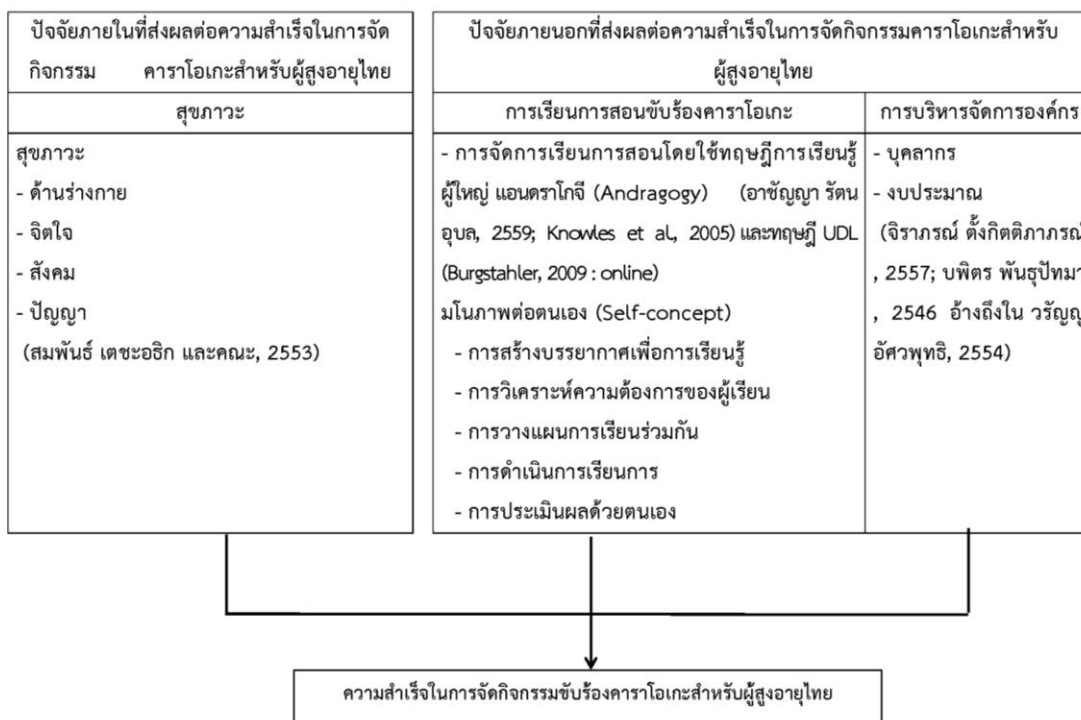 ปัจจัยภายในที่ส่งผลต่อความสำเร็จในการจัด
กิจกรรม คาราโอเกะสำหรับผู้สูงอายุไทย
สุขภาวะ
สุขภาวะ
- ด้านร่างกาย
- จิตใจ
- สังคม
- ปัญญา
(สมพันธ์ เตชะอธิก และคณะ, 2553)
ปัจจัยภายนอกที่ส่งผลต่อความสำเร็จในการจัดกิจกรรมคาราโอเกะสำหรับ
ผู้สูงอายุไทย
การเรียนการสอนขับร้องคาราโอเกะ
- การจัดการเรียนการสอนโดยใช้ทฤษฎีการเรียนรู้
ผู้ใหญ่ แอนดราโกจี (Andragogy) (อาชัญญา รัตน
อุบล, 2559; Knowles et al., 2005) และทฤษฎี UDL
(Burgstahler, 2009 : online)
มโนภาพต่อตนเอง (Self-concept)
- การสร้างบรรยากาศเพื่อการเรียนรู้
- การวิเคราะห์ความต้องการของผู้เรียน
- การวางแผนการเรียนร่วมกัน
- การดำเนินการเรียนการ
- การประเมินผลด้วยตนเอง
การบริหารจัดการองค์กร
- บุคลากร
- งบประมาณ
(จิราภรณ์ ตั้งกิตติภาภรณ์
, 2557; บพิตร พันธุปัทมา
, 2546 อ้างถึงใน วรัญญ
อัศวพุทธิ, 2554)
ความสำเร็จในการจัดกิจกรรมขับร้องคาราโอเกะสำหรับผู้สูงอายุไทย